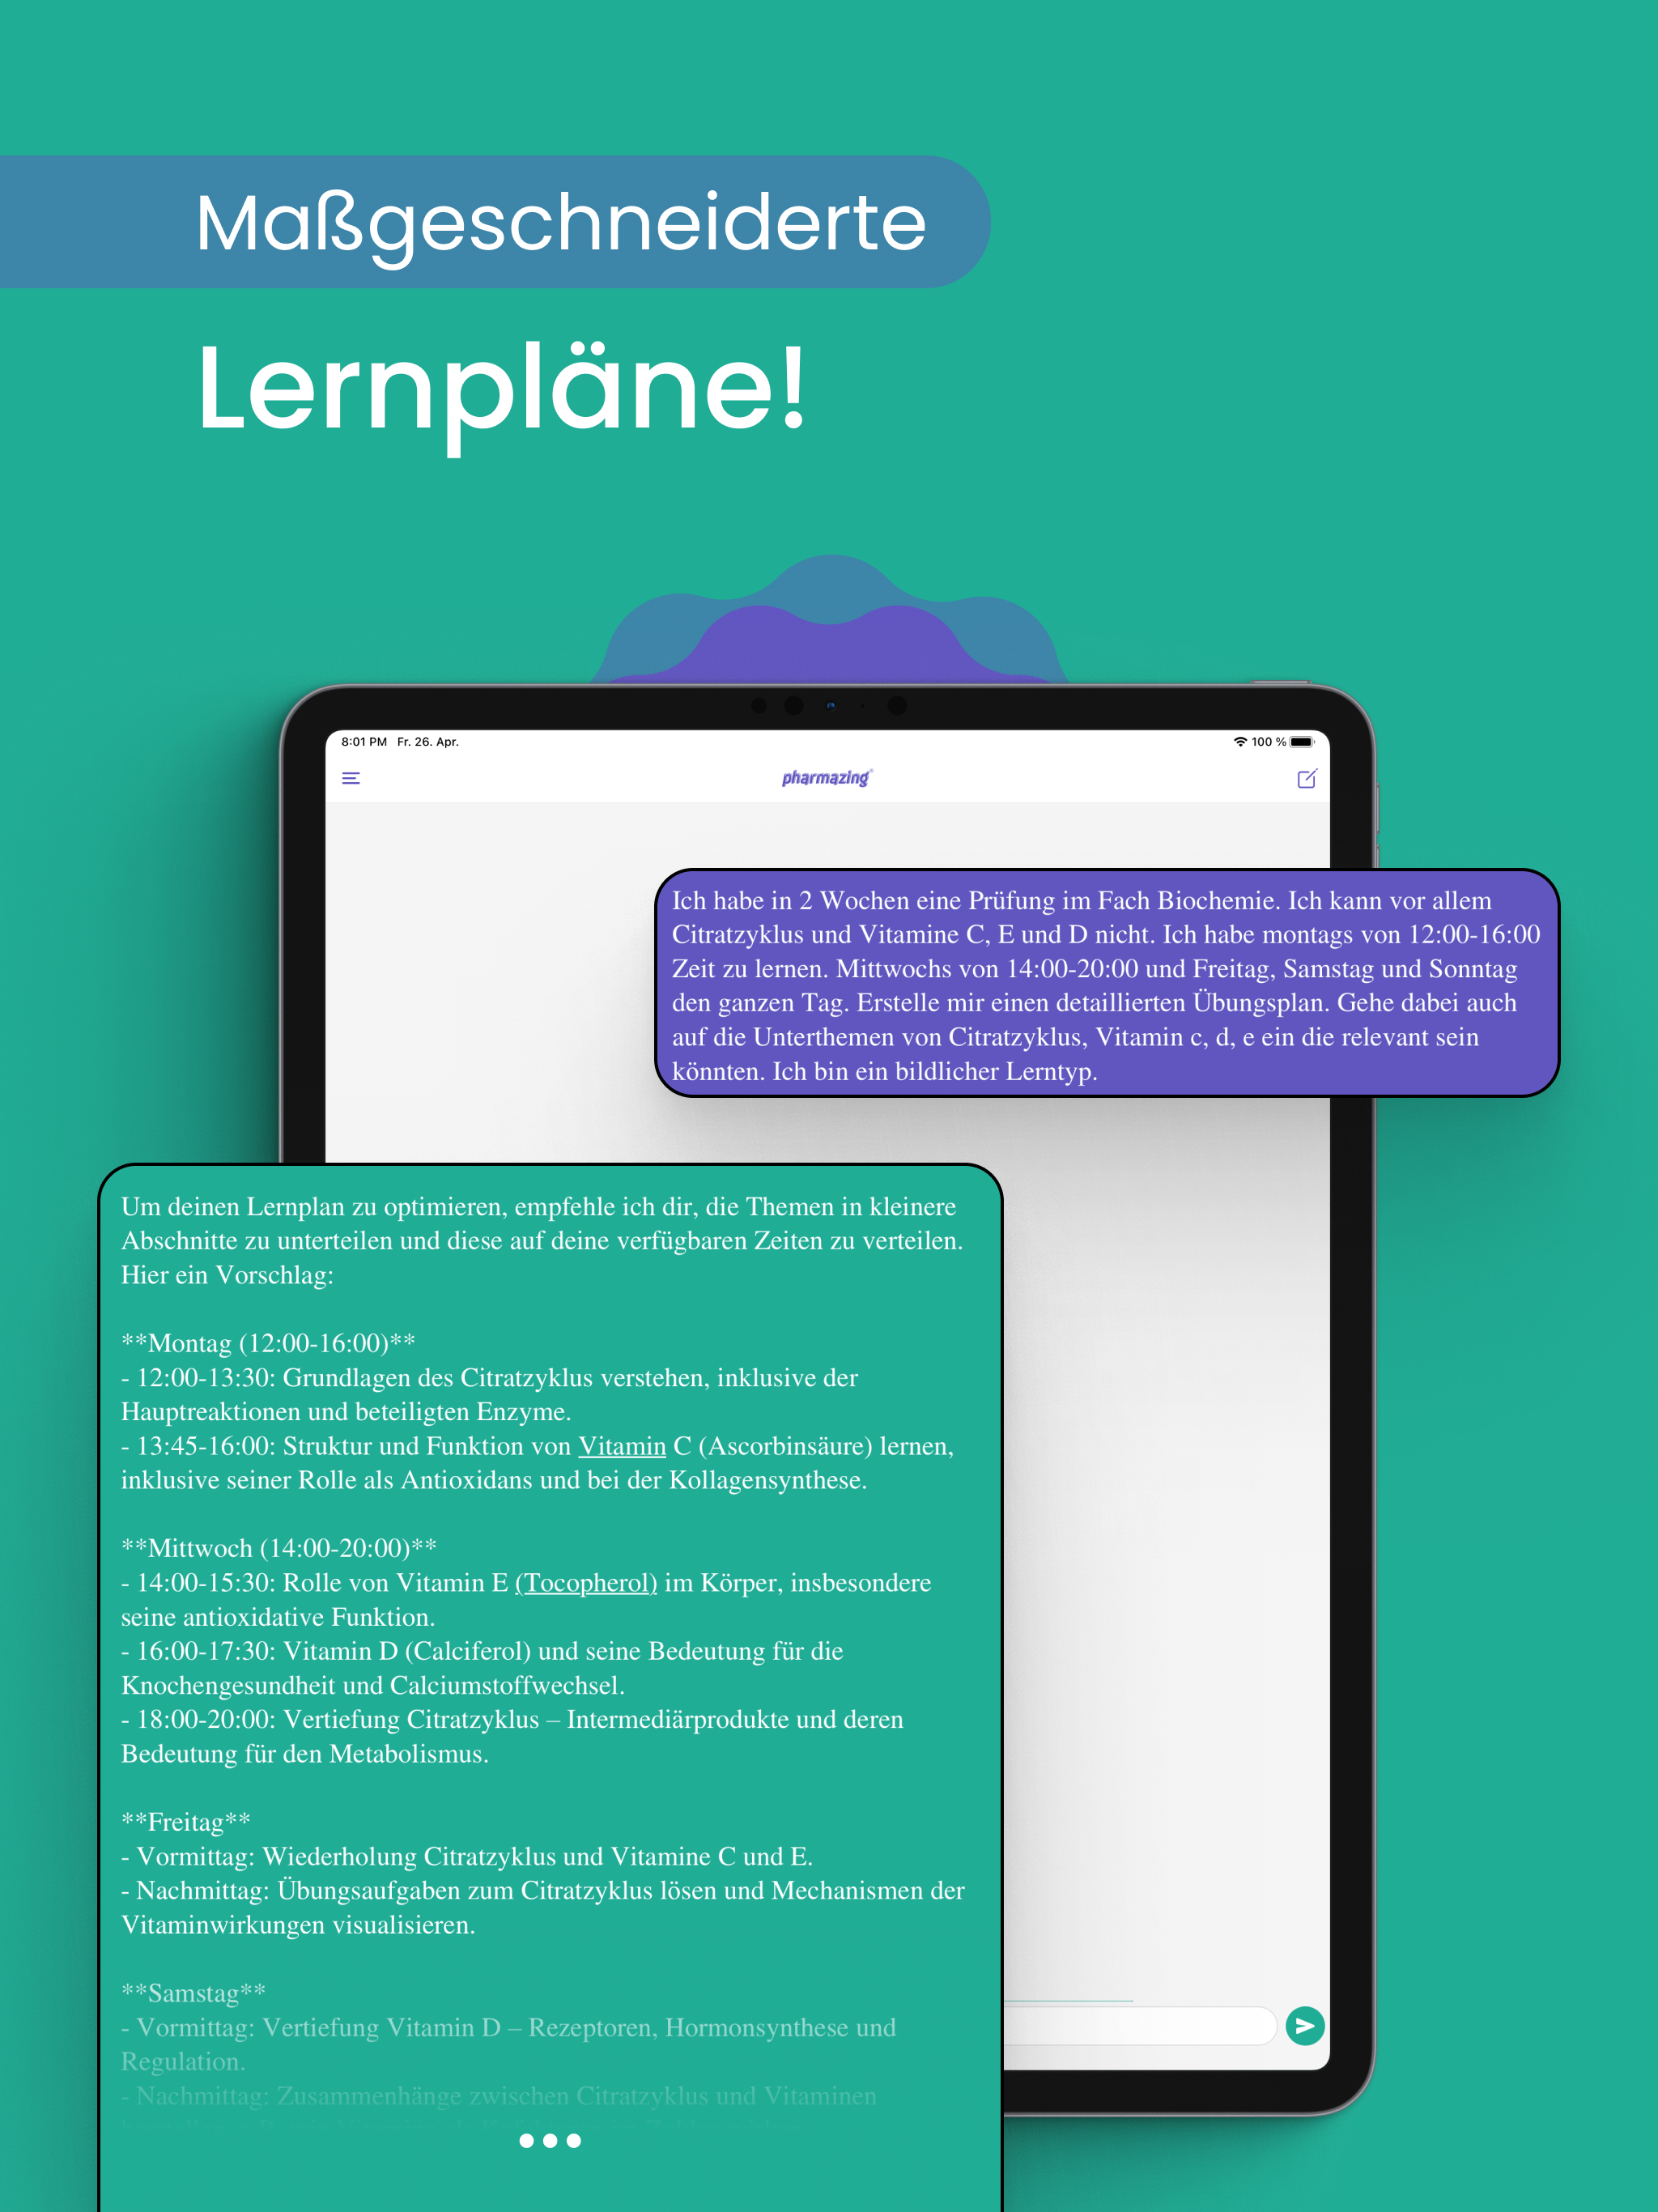 Maßgeschneiderte
Lernpläne!
8:01 PM Fr. 26. Apr.
100 %
pharmazing
Ich habe in 2 Wochen eine Prüfung im Fach Biochemie. Ich kann vor allem
Citratzyklus und Vitamine C, E und D nicht. Ich habe montags von 12:00-16:00
Zeit zu lernen. Mittwochs von 14:00-20:00 und Freitag, Samstag und Sonntag
den ganzen Tag. Erstelle mir einen detaillierten Übungsplan. Gehe dabei auch
auf die Unterthemen von Citratzyklus, Vitamin c, d, e ein die relevant sein
könnten. Ich bin ein bildlicher Lerntyp.
Um deinen Lernplan zu optimieren, empfehle ich dir, die Themen in kleinere
Abschnitte zu unterteilen und diese auf deine verfügbaren Zeiten zu verteilen.
Hier ein Vorschlag:
**Montag (12:00-16:00)**
- 12:00-13:30: Grundlagen des Citratzyklus verstehen, inklusive der
Hauptreaktionen und beteiligten Enzyme.
- 13:45-16:00: Struktur und Funktion von Vitamin C (Ascorbinsäure) lernen,
inklusive seiner Rolle als Antioxidans und bei der Kollagensynthese.
**Mittwoch (14:00-20:00)**
- 14:00-15:30: Rolle von Vitamin E (Tocopherol) im Körper, insbesondere
seine antioxidative Funktion.
- 16:00-17:30: Vitamin D (Calciferol) und seine Bedeutung für die
Knochengesundheit und Calciumstoffwechsel.
- 18:00-20:00: Vertiefung Citratzyklus – Intermediärprodukte und deren
Bedeutung für den Metabolismus.
**Freitag**
- Vormittag: Wiederholung Citratzyklus und Vitamine C und E.
- Nachmittag: Übungsaufgaben zum Citratzyklus lösen und Mechanismen der
Vitaminwirkungen visualisieren.
**Samstag**
- Vormittag: Vertiefung Vitamin D – Rezeptoren, Hormonsynthese und
Regulation.
- Nachmittag: Zusammenhänge zwischen Citratzyklus und Vitaminen